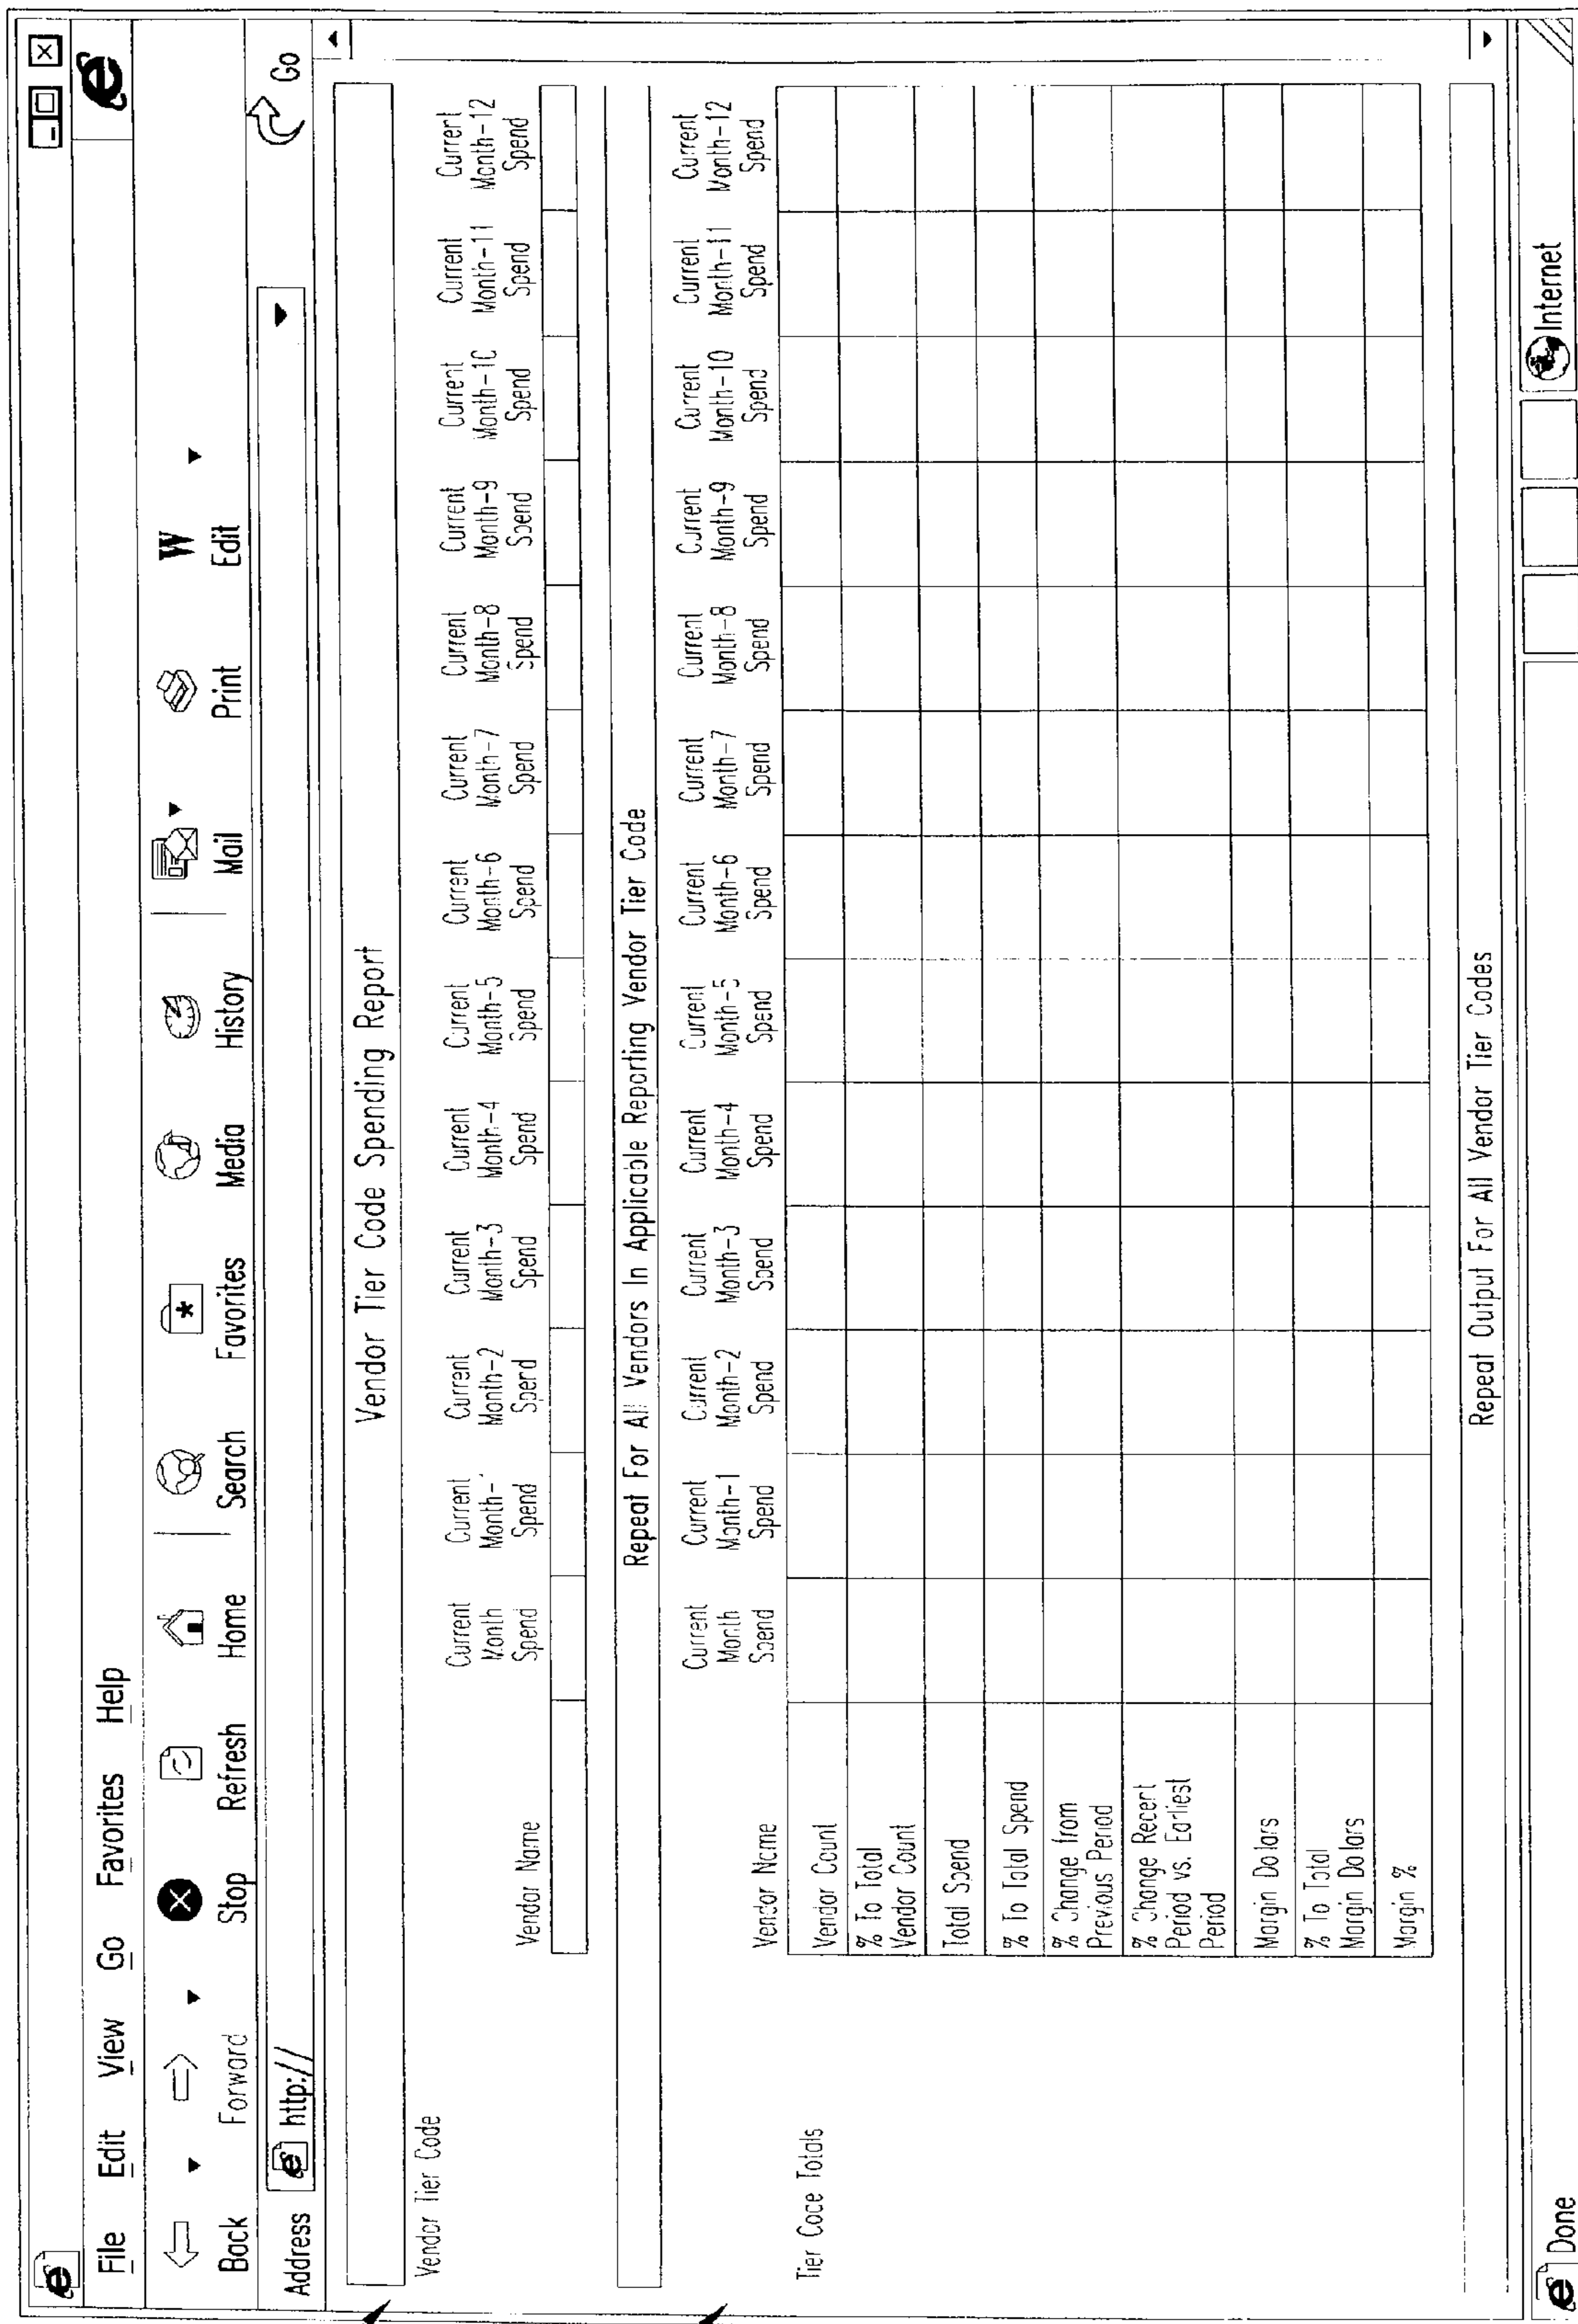 File Edit View Go Favorites Help
Back Forward Stop Refresh Home Search Favorites Media History Mail Print W Edit
Address http:// Go
Vendor Tier Code Spending Report
Vendor Tier Code
Vendor Name
Current Month Spend
Current Month-1 Spend
Current Month-2 Spend
Current Month-3 Spend
Current Month-4 Spend
Current Month-5 Spend
Current Month-6 Spend
Current Month-7 Spend
Current Month-8 Spend
Current Month-9 Spend
Current Month-10 Spend
Current Month-11 Spend
Current Month-12 Spend
Repeat For All Vendors In Applicable Reporting Vendor Tier Code
Vendor Name
Current Month Spend
Current Month-1 Spend
Current Month-2 Spend
Current Month-3 Spend
Current Month-4 Spend
Current Month-5 Spend
Current Month-6 Spend
Current Month-7 Spend
Current Month-8 Spend
Current Month-9 Spend
Current Month-10 Spend
Current Month-11 Spend
Current Month-12 Spend
Tier Code Totals
Vendor Count
% To Total
Vendor Count
Total Spend
% To Total Spend
% Change from
Previous Period
% Change Recent
Period vs. Earliest
Period
Margin Dollars
% To Total
Margin Dollars
Margin %
Repeat Output For All Vendor Tier Codes
Done Internet